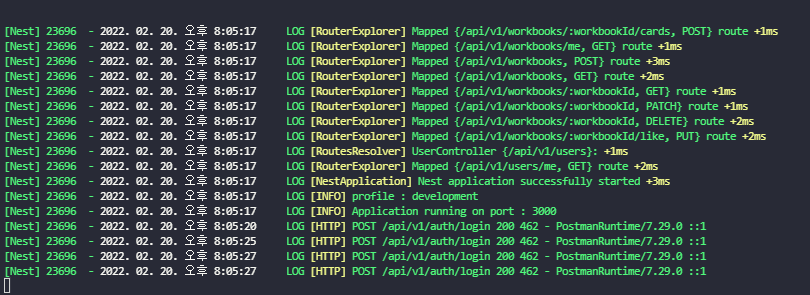 [Nest] 23696  - 2022. 02. 20. 오후 8:05:17     LOG [RouterExplorer] Mapped {/api/v1/workbooks/:workbookId/cards, POST} route +1ms
[Nest] 23696  - 2022. 02. 20. 오후 8:05:17     LOG [RouterExplorer] Mapped {/api/v1/workbooks/me, GET} route +1ms
[Nest] 23696  - 2022. 02. 20. 오후 8:05:17     LOG [RouterExplorer] Mapped {/api/v1/workbooks, POST} route +3ms
[Nest] 23696  - 2022. 02. 20. 오후 8:05:17     LOG [RouterExplorer] Mapped {/api/v1/workbooks, GET} route +2ms
[Nest] 23696  - 2022. 02. 20. 오후 8:05:17     LOG [RouterExplorer] Mapped {/api/v1/workbooks/:workbookId, GET} route +1ms
[Nest] 23696  - 2022. 02. 20. 오후 8:05:17     LOG [RouterExplorer] Mapped {/api/v1/workbooks/:workbookId, PATCH} route +1ms
[Nest] 23696  - 2022. 02. 20. 오후 8:05:17     LOG [RouterExplorer] Mapped {/api/v1/workbooks/:workbookId, DELETE} route +2ms
[Nest] 23696  - 2022. 02. 20. 오후 8:05:17     LOG [RouterExplorer] Mapped {/api/v1/workbooks/:workbookId/like, PUT} route +2ms
[Nest] 23696  - 2022. 02. 20. 오후 8:05:17     LOG [RoutesResolver] UserController {/api/v1/users}: +1ms
[Nest] 23696  - 2022. 02. 20. 오후 8:05:17     LOG [RouterExplorer] Mapped {/api/v1/users/me, GET} route +2ms
[Nest] 23696  - 2022. 02. 20. 오후 8:05:17     LOG [NestApplication] Nest application successfully started +3ms
[Nest] 23696  - 2022. 02. 20. 오후 8:05:17     LOG [INFO] profile : development
[Nest] 23696  - 2022. 02. 20. 오후 8:05:17     LOG [INFO] Application running on port : 3000
[Nest] 23696  - 2022. 02. 20. 오후 8:05:20     LOG [HTTP] POST /api/v1/auth/login 200 462 - PostmanRuntime/7.29.0 ::1
[Nest] 23696  - 2022. 02. 20. 오후 8:05:25     LOG [HTTP] POST /api/v1/auth/login 200 462 - PostmanRuntime/7.29.0 ::1
[Nest] 23696  - 2022. 02. 20. 오후 8:05:27     LOG [HTTP] POST /api/v1/auth/login 200 462 - PostmanRuntime/7.29.0 ::1
[Nest] 23696  - 2022. 02. 20. 오후 8:05:27     LOG [HTTP] POST /api/v1/auth/login 200 462 - PostmanRuntime/7.29.0 ::1